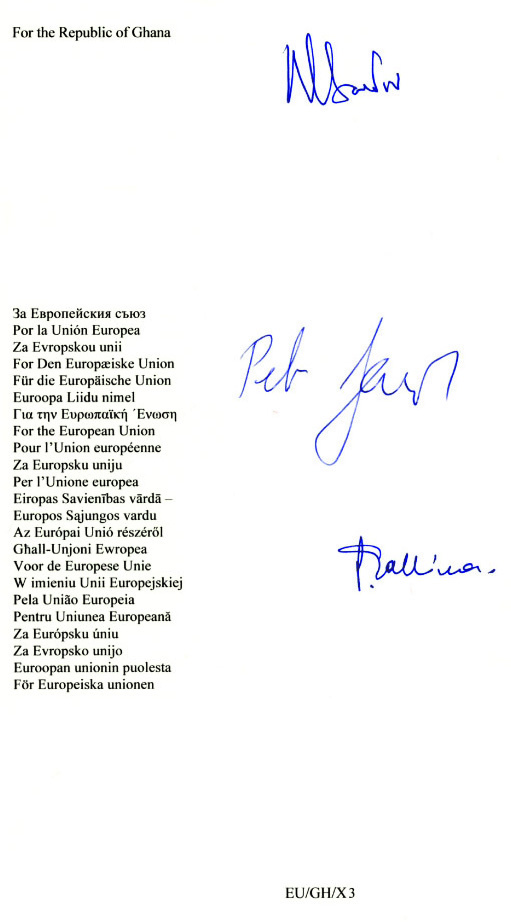 For the Republic of Ghana
За Европейския съюз
Por la Unión Europea
Za Evropskou unii
For Den Europæiske Union
Für die Europäische Union
Euroopa Liidu nimel
Για την Ευρωπαϊκή Ένωση
For the European Union
Pour l'Union européenne
Za Europsku uniju
Per l'Unione europea
Eiropas Savienības vārdā –
Europos Sąjungos vardu
Az Európai Unió részéről
Għall-Unjoni Ewropea
Voor de Europese Unie
W imieniu Unii Europejskiej
Pela União Europeia
Pentru Uniunea Europeană
Za Európsku úniu
Za Evropsko unijo
Euroopan unionin puolesta
För Europeiska unionen
EU/GH/X 3